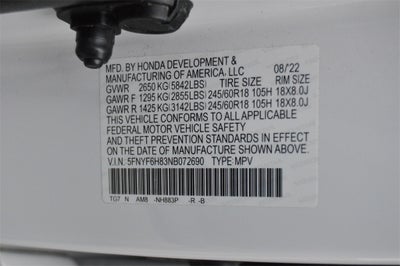 MFD. BY HONDA DEVELOPMENT & 08/22
MANUFACTURING OF AMERICA, LLC
GVWR 2650 KG(5842LBS) TIRE SIZE RIM SIZE
GAWR F 1295 KG(2855LBS) 245/60R18 105H 18X8.0J
GAWR R 1425 KG(3142LBS) 245/60R18 105H 18X8.0J
THIS VEHICLE CONFORMS TO ALL APPLICABLE
FEDERAL MOTOR VEHICLE SAFETY
AND THEFT PREVENTION STANDARDS IN EFFECT
ON THE DATE OF MANUFACTURE SHOWN ABOVE.
V.I.N. 5FNYF6H83NB072690 TYPE: MPV
TG7 N AMB -NH883P -R -B